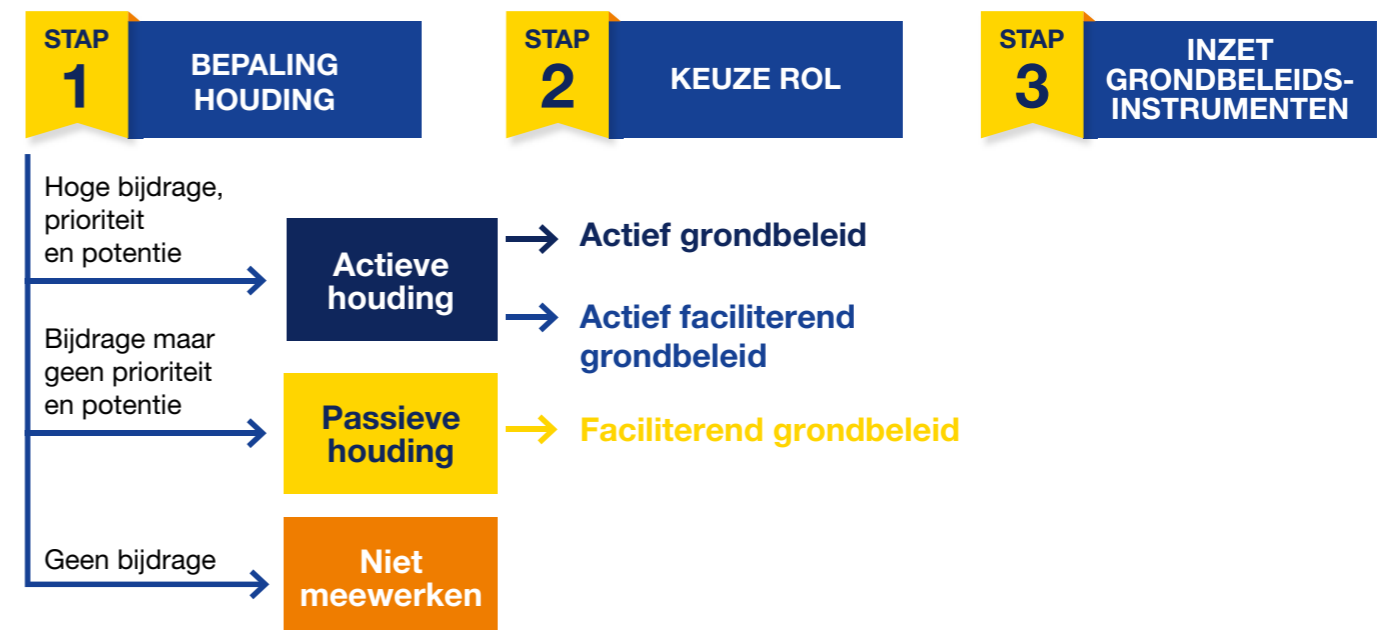 STAP
1
BEPALING
HOUDING
STAP
2
KEUZE ROL
STAP
3
INZET
GRONDBELEIDS-
INSTRUMENTEN
Hoge bijdrage,
prioriteit
en potentie
Actieve
houding
Actief grondbeleid
Actief faciliterend
grondbeleid
Bijdrage maar
geen prioriteit
en potentie
Passieve
houding
Faciliterend grondbeleid
Geen bijdrage
Niet
meewerken